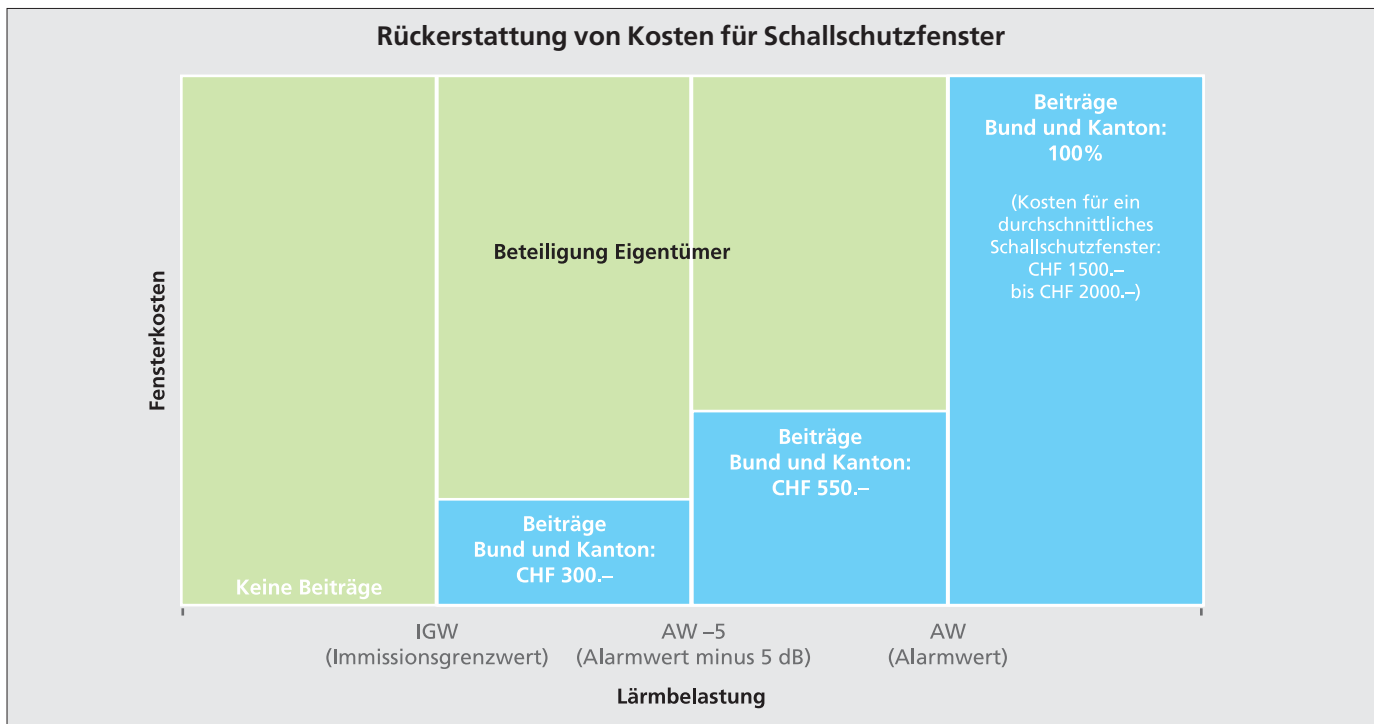 Rückerstattung von Kosten für Schallschutzfenster
Beiträge
Bund und Kanton:
100%
(Kosten für ein
durchschnittliches
Schallschutzfenster:
CHF 1500.–
bis CHF 2000.–)
Beteiligung Eigentümer
Fensterkosten
Beiträge
Bund und Kanton:
CHF 550.–
Beiträge
Bund und Kanton:
CHF 300.–
Keine Beiträge
IGW
(Immissionsgrenzwert)
AW –5
(Alarmwert minus 5 dB)
AW
(Alarmwert)
Lärmbelastung